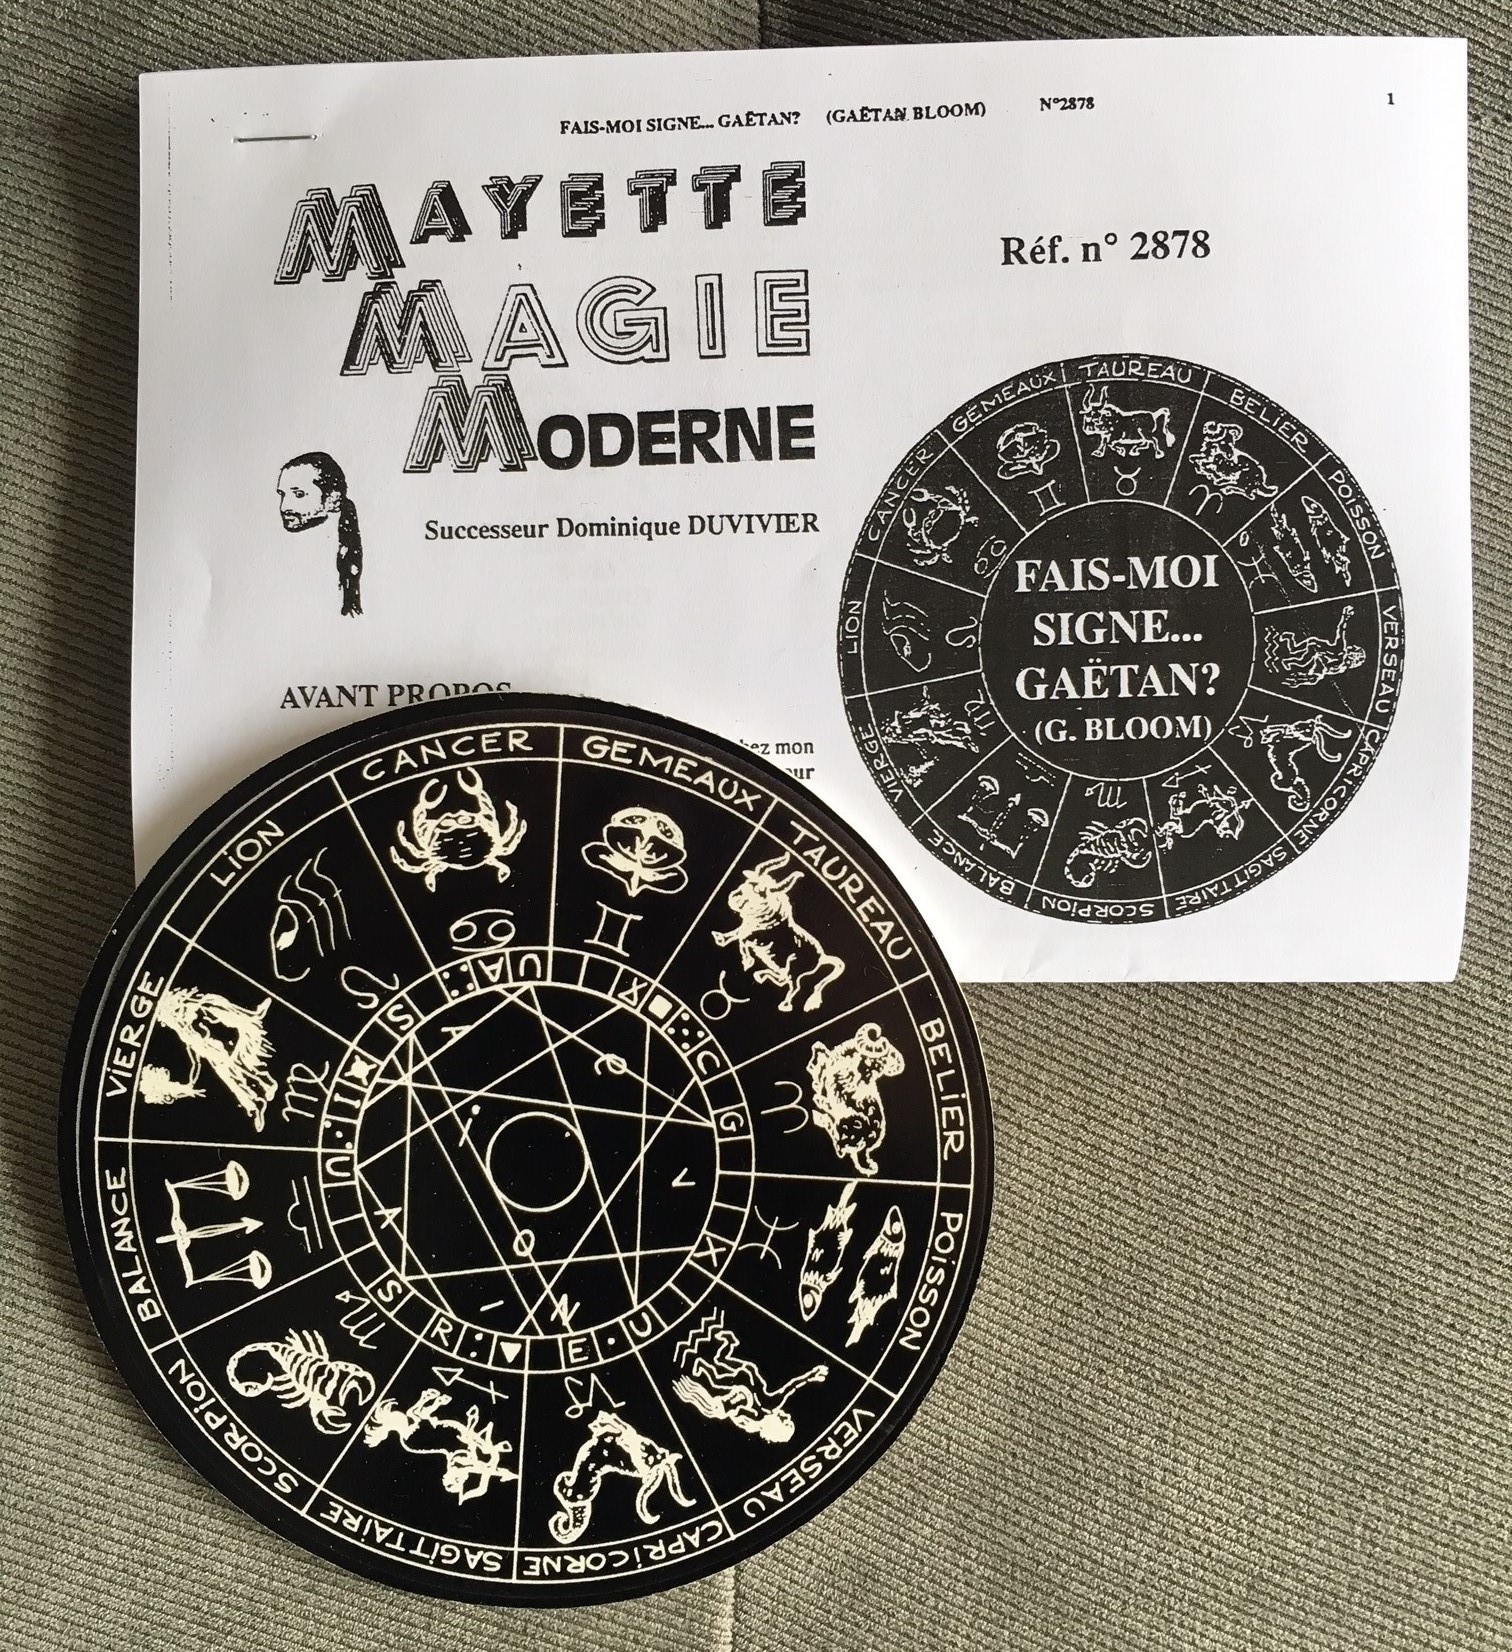 FAIS-MOI SIGNE... GAËTAN? (GAËTAN BLOOM) N°2878 1
MAYETTE
MAGIE
MODERNE
Successeur Dominique DUVIVIER
Réf. n° 2878
AVANT PROPOS
mon
GÉMEAUX
TAUREAU
BELIER
POISSON
VERSEAU
CAPRICORNE
SAGITTAIRE
SCORPION
BALANCE
VIERGE
LION
CANCER
FAIS-MOI
SIGNE...
GAËTAN?
(G. BLOOM)
CANCER
GEMEAUX
TAUREAU
BELIER
POISSON
VERSEAU
CAPRICORNE
SAGITTAIRE
SCORPION
BALANCE
VIERGE
LION